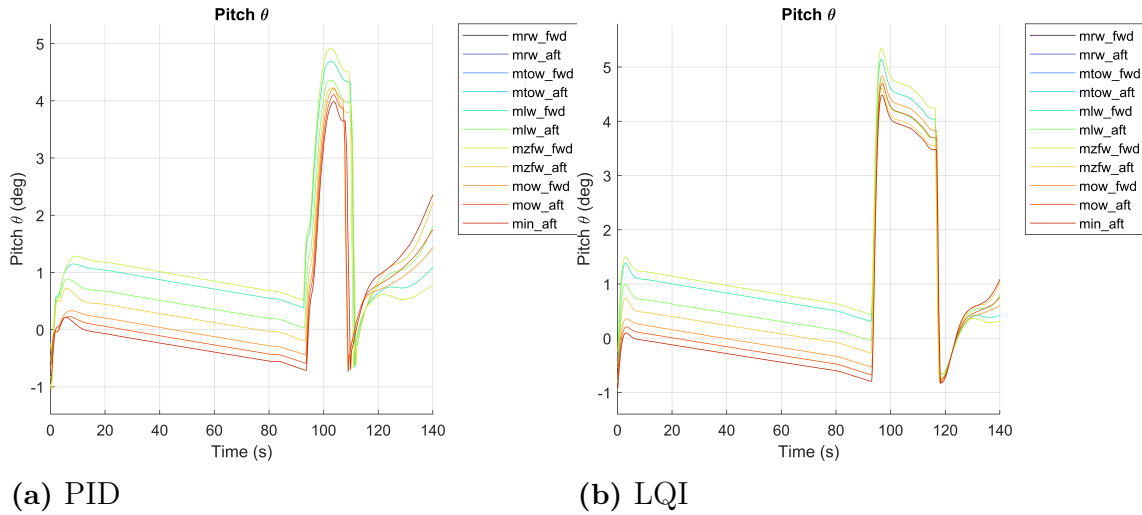 Pitch θ
5
4
3
2
1
0
-1
Pitch θ (deg)
0 20 40 60 80 100 120 140
Time (s)
mrw_fwd
mrw_aft
mtow_fwd
mtow_aft
mlw_fwd
mlw_aft
mzfw_fwd
mzfw_aft
mow_fwd
mow_aft
min_aft
(a) PID
Pitch θ
5
4
3
2
1
0
-1
Pitch θ (deg)
0 20 40 60 80 100 120 140
Time (s)
mrw_fwd
mrw_aft
mtow_fwd
mtow_aft
mlw_fwd
mlw_aft
mzfw_fwd
mzfw_aft
mow_fwd
mow_aft
min_aft
(b) LQI